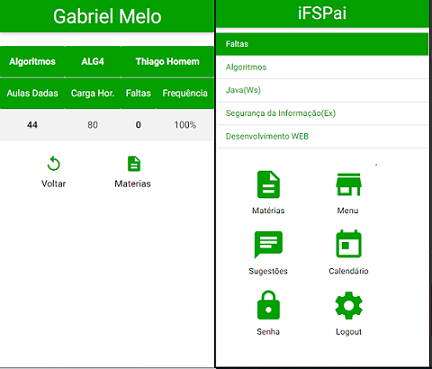 Gabriel Melo
Algoritmos ALG4 Thiago Homem
Aulas Dadas Carga Hor. Faltas Frequência
44 80 0 100%
Voltar Materias
iFSPai
Faltas
Algoritmos
Java(Ws)
Segurança da Informação(Ex)
Desenvolvimento WEB
Matérias Menu
Sugestões Calendário
Senha Logout